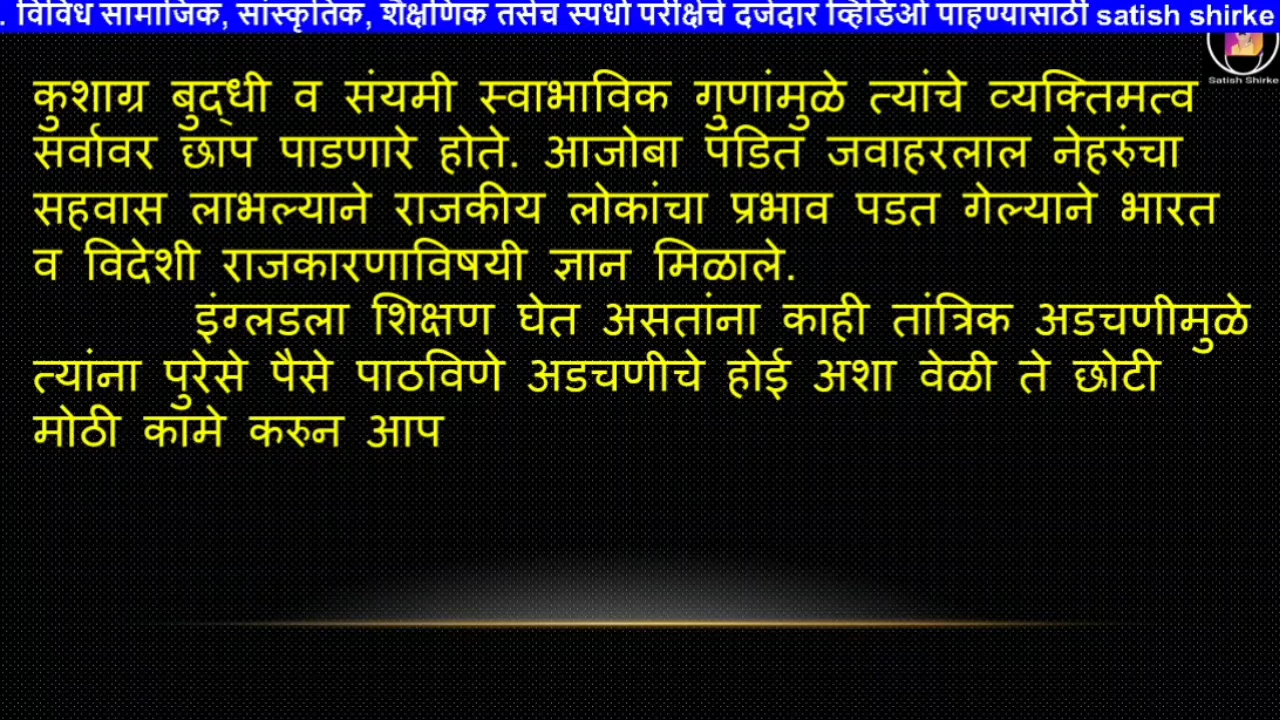 . विविध सामाजिक, सांस्कृतिक, शैक्षणिक तसेच स्पर्धा परीक्षेचे दर्जेदार व्हिडिओ पाहण्यासाठी satish shirke
Satish Shirke
कुशाग्र बुद्धी व संयमी स्वाभाविक गुणांमुळे त्यांचे व्यक्तिमत्व
सर्वावर छाप पाडणारे होते. आजोबा पंडित जवाहरलाल नेहरुंचा
सहवास लाभल्याने राजकीय लोकांचा प्रभाव पडत गेल्याने भारत
व विदेशी राजकारणाविषयी ज्ञान मिळाले.
इंग्लडला शिक्षण घेत असतांना काही तांत्रिक अडचणीमुळे
त्यांना पुरेसे पैसे पाठविणे अडचणीचे होई अशा वेळी ते छोटी
मोठी कामे करुन आप